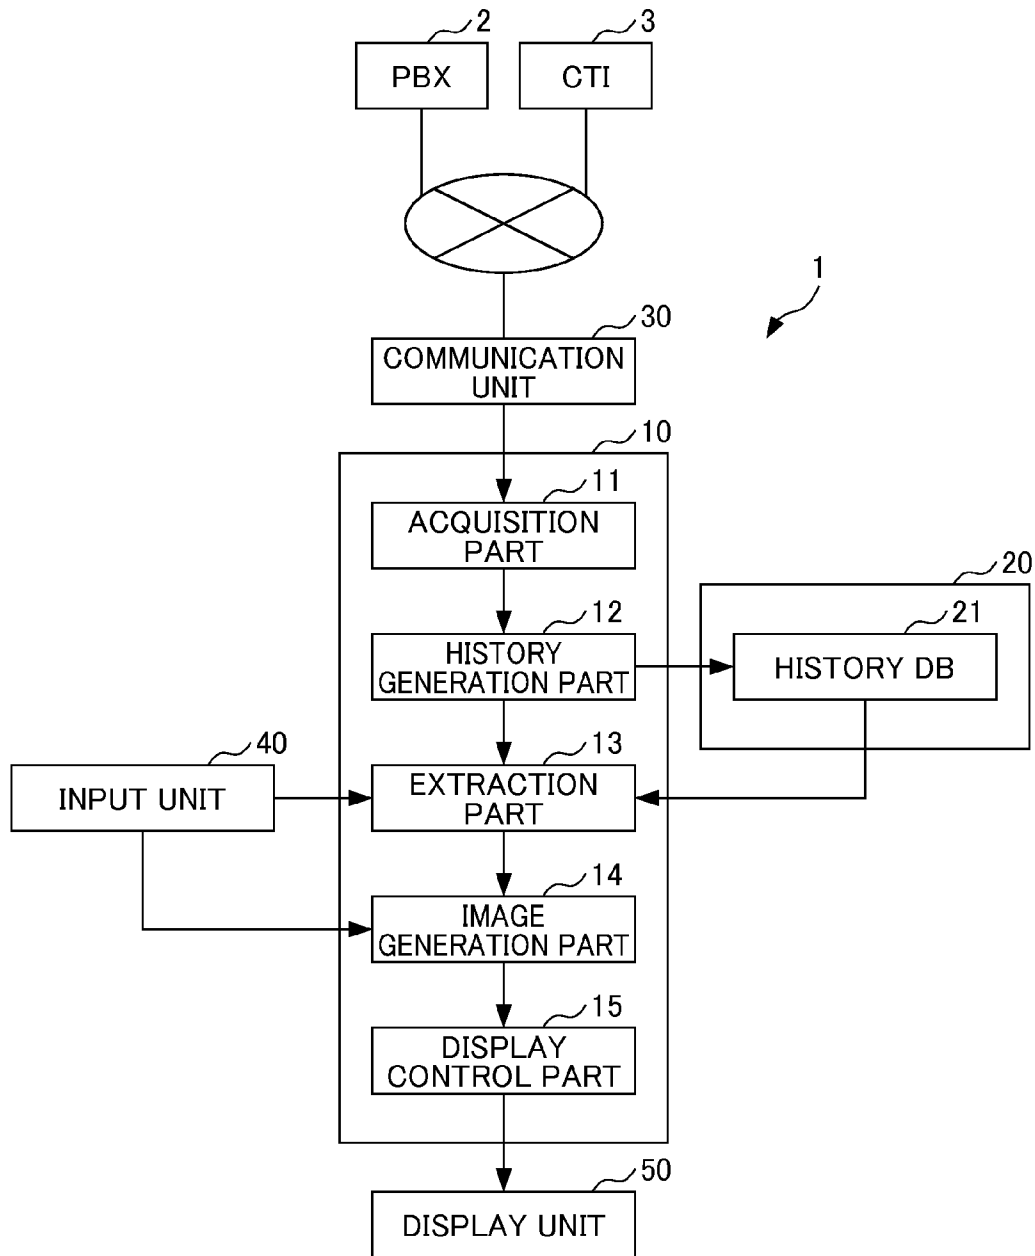 2
3
PBX
CTI
1
30
COMMUNICATION
UNIT
10
11
ACQUISITION
PART
20
12
21
HISTORY
GENERATION PART
HISTORY DB
40
13
INPUT UNIT
EXTRACTION
PART
14
IMAGE
GENERATION PART
15
DISPLAY
CONTROL PART
50
DISPLAY UNIT